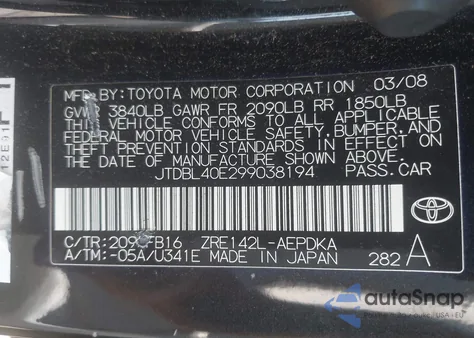 MFD.BY:TOYOTA MOTOR CORPORATION 03/08
GVWR 3840LB GAWR FR 2090LB RR 1850LB
THIS VEHICLE CONFORMS TO ALL APPLICABLE
FEDERAL MOTOR VEHICLE SAFETY,BUMPER,AND
THEFT PREVENTION STANDARDS IN EFFECT ON
THE DATE OF MANUFACTURE SHOWN ABOVE.
JTDBL40E299038194 PASS.CAR
C/TR: FB16 ZRE142L-AEPDKA
A/TM:-05A/U341E MADE IN JAPAN 282 A
autoSnap